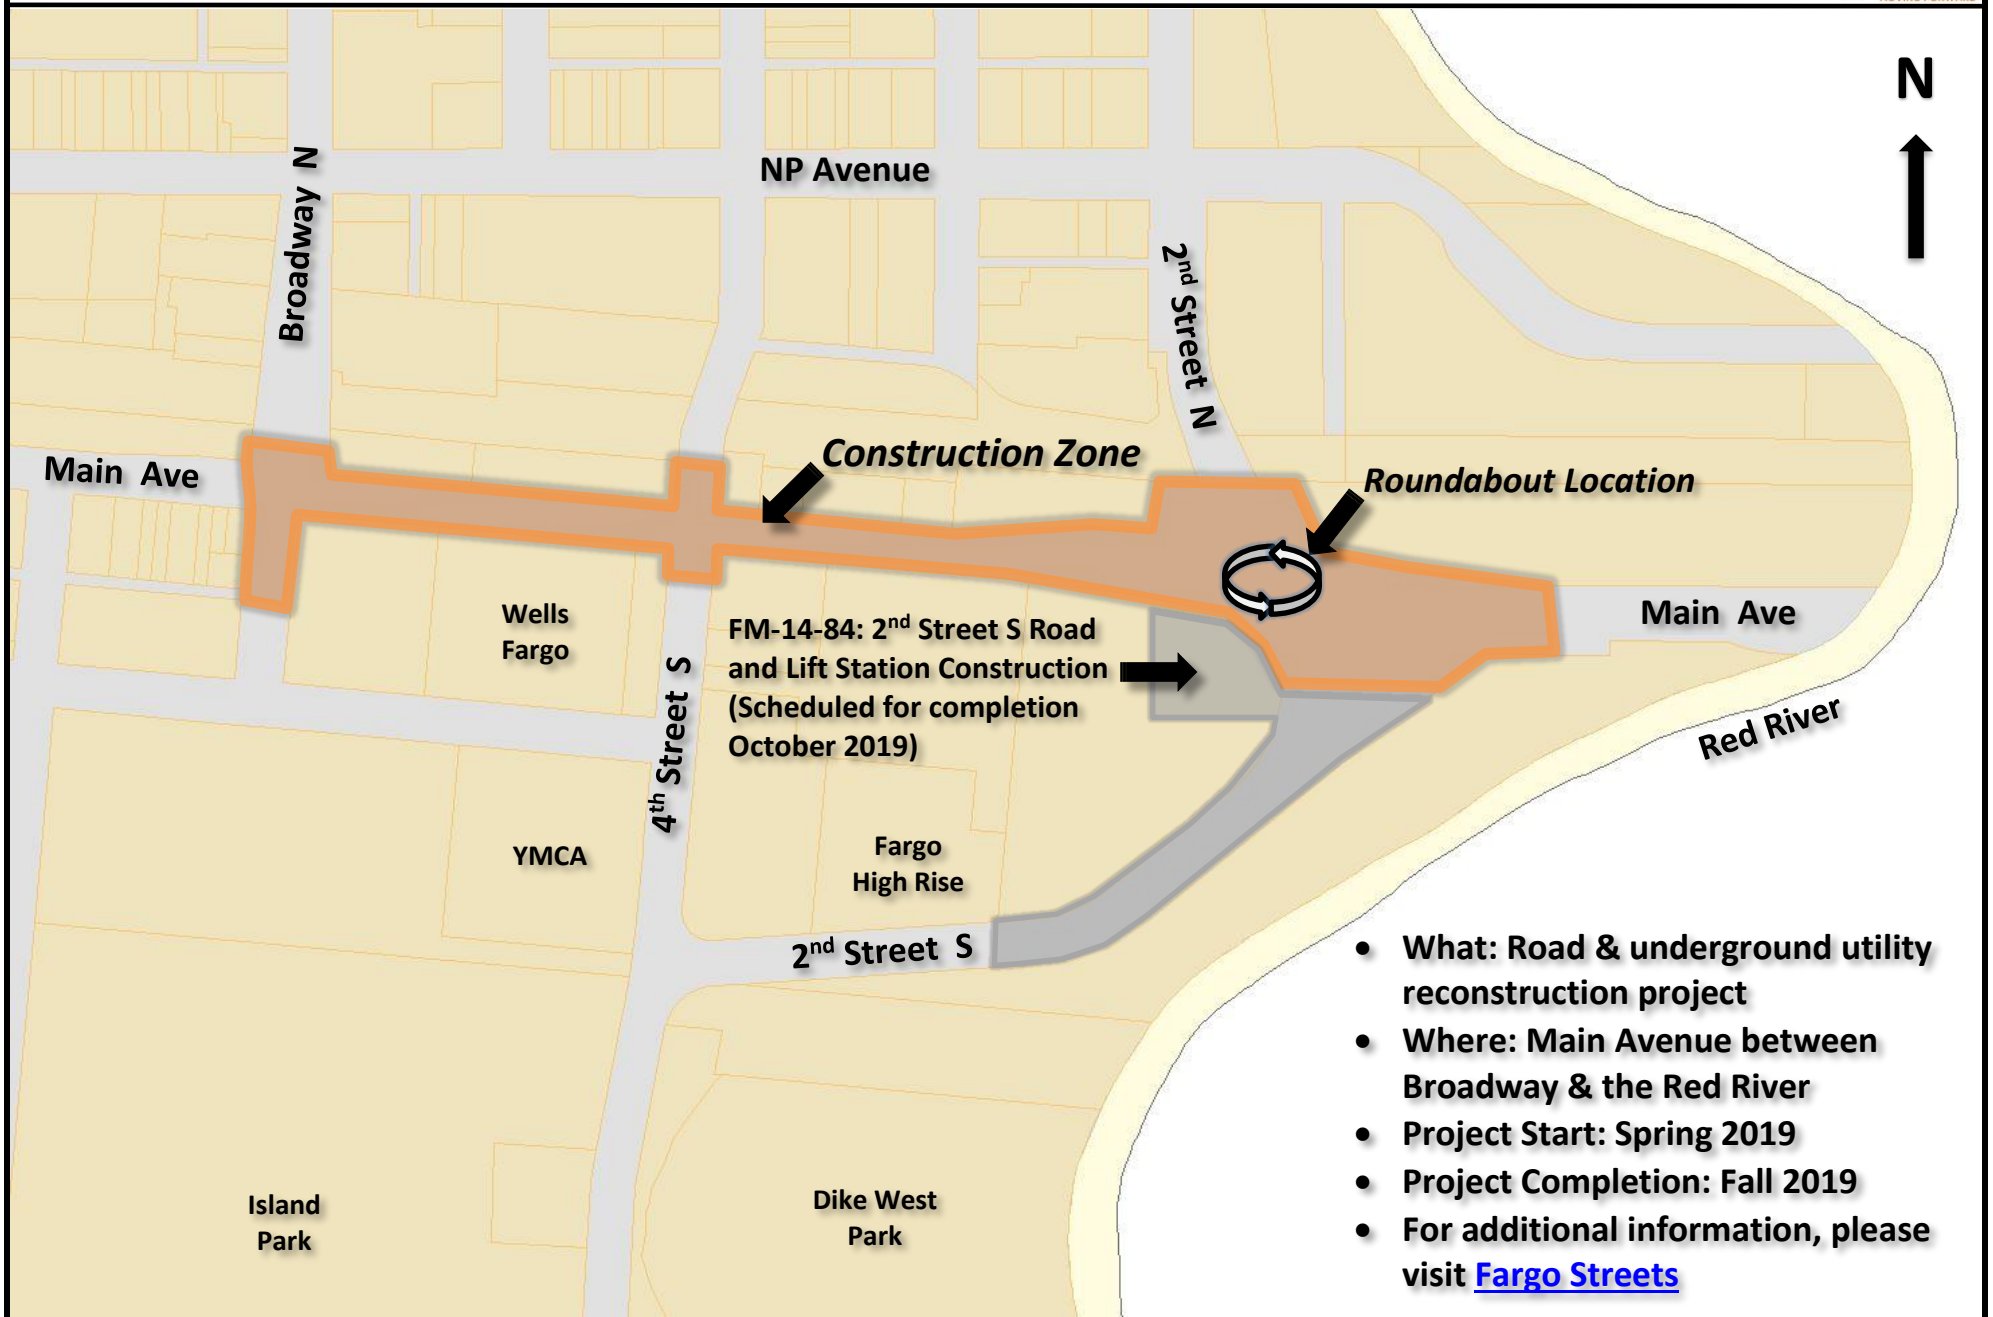 N
NP Avenue
Broadway N
2nd Street N
Construction Zone
Main Ave
Roundabout Location
Wells
Fargo
FM-14-84: 2nd Street S Road
and Lift Station Construction
(Scheduled for completion
October 2019)
Main Ave
4th Street S
Red River
YMCA
Fargo
High Rise
2nd Street S
• What: Road & underground utility
reconstruction project
• Where: Main Avenue between
Broadway & the Red River
• Project Start: Spring 2019
• Project Completion: Fall 2019
• For additional information, please
visit Fargo Streets
Island
Park
Dike West
Park